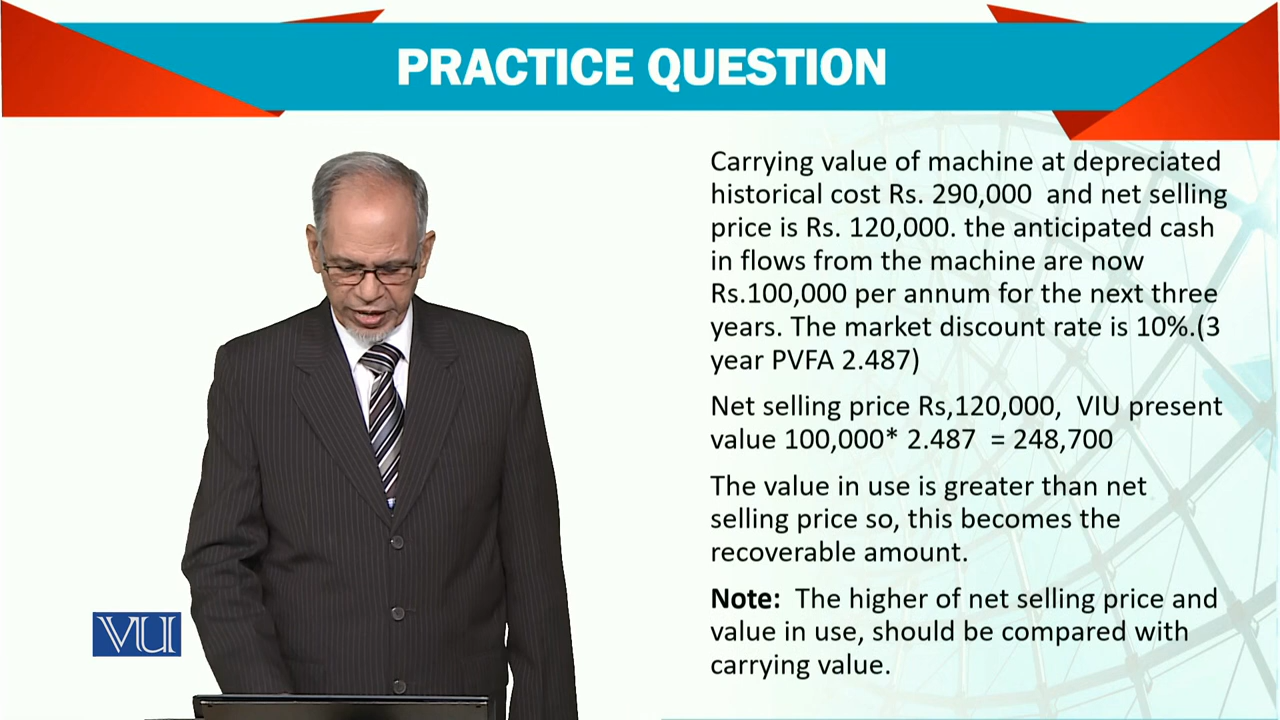 PRACTICE QUESTION
Carrying value of machine at depreciated
historical cost Rs. 290,000 and net selling
price is Rs. 120,000. the anticipated cash
in flows from the machine are now
Rs.100,000 per annum for the next three
years. The market discount rate is 10%.(3
year PVFA 2.487)
Net selling price Rs,120,000, VIU present
value 100,000* 2.487 = 248,700
The value in use is greater than net
selling price so, this becomes the
recoverable amount.
Note: The higher of net selling price and
value in use, should be compared with
carrying value.
VU